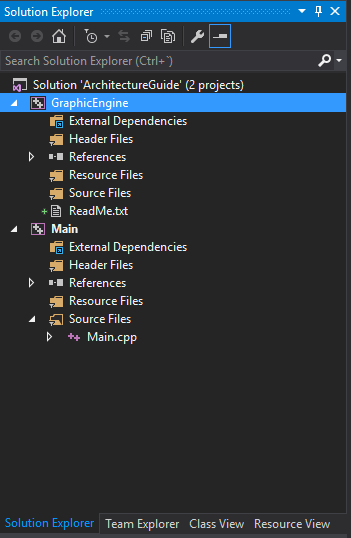 Solution Explorer
Search Solution Explorer (Ctrl+`)
Solution 'ArchitectureGuide' (2 projects)
GraphicEngine
External Dependencies
Header Files
References
Resource Files
Source Files
ReadMe.txt
Main
External Dependencies
Header Files
References
Resource Files
Source Files
Main.cpp
Solution Explorer Team Explorer Class View Resource View